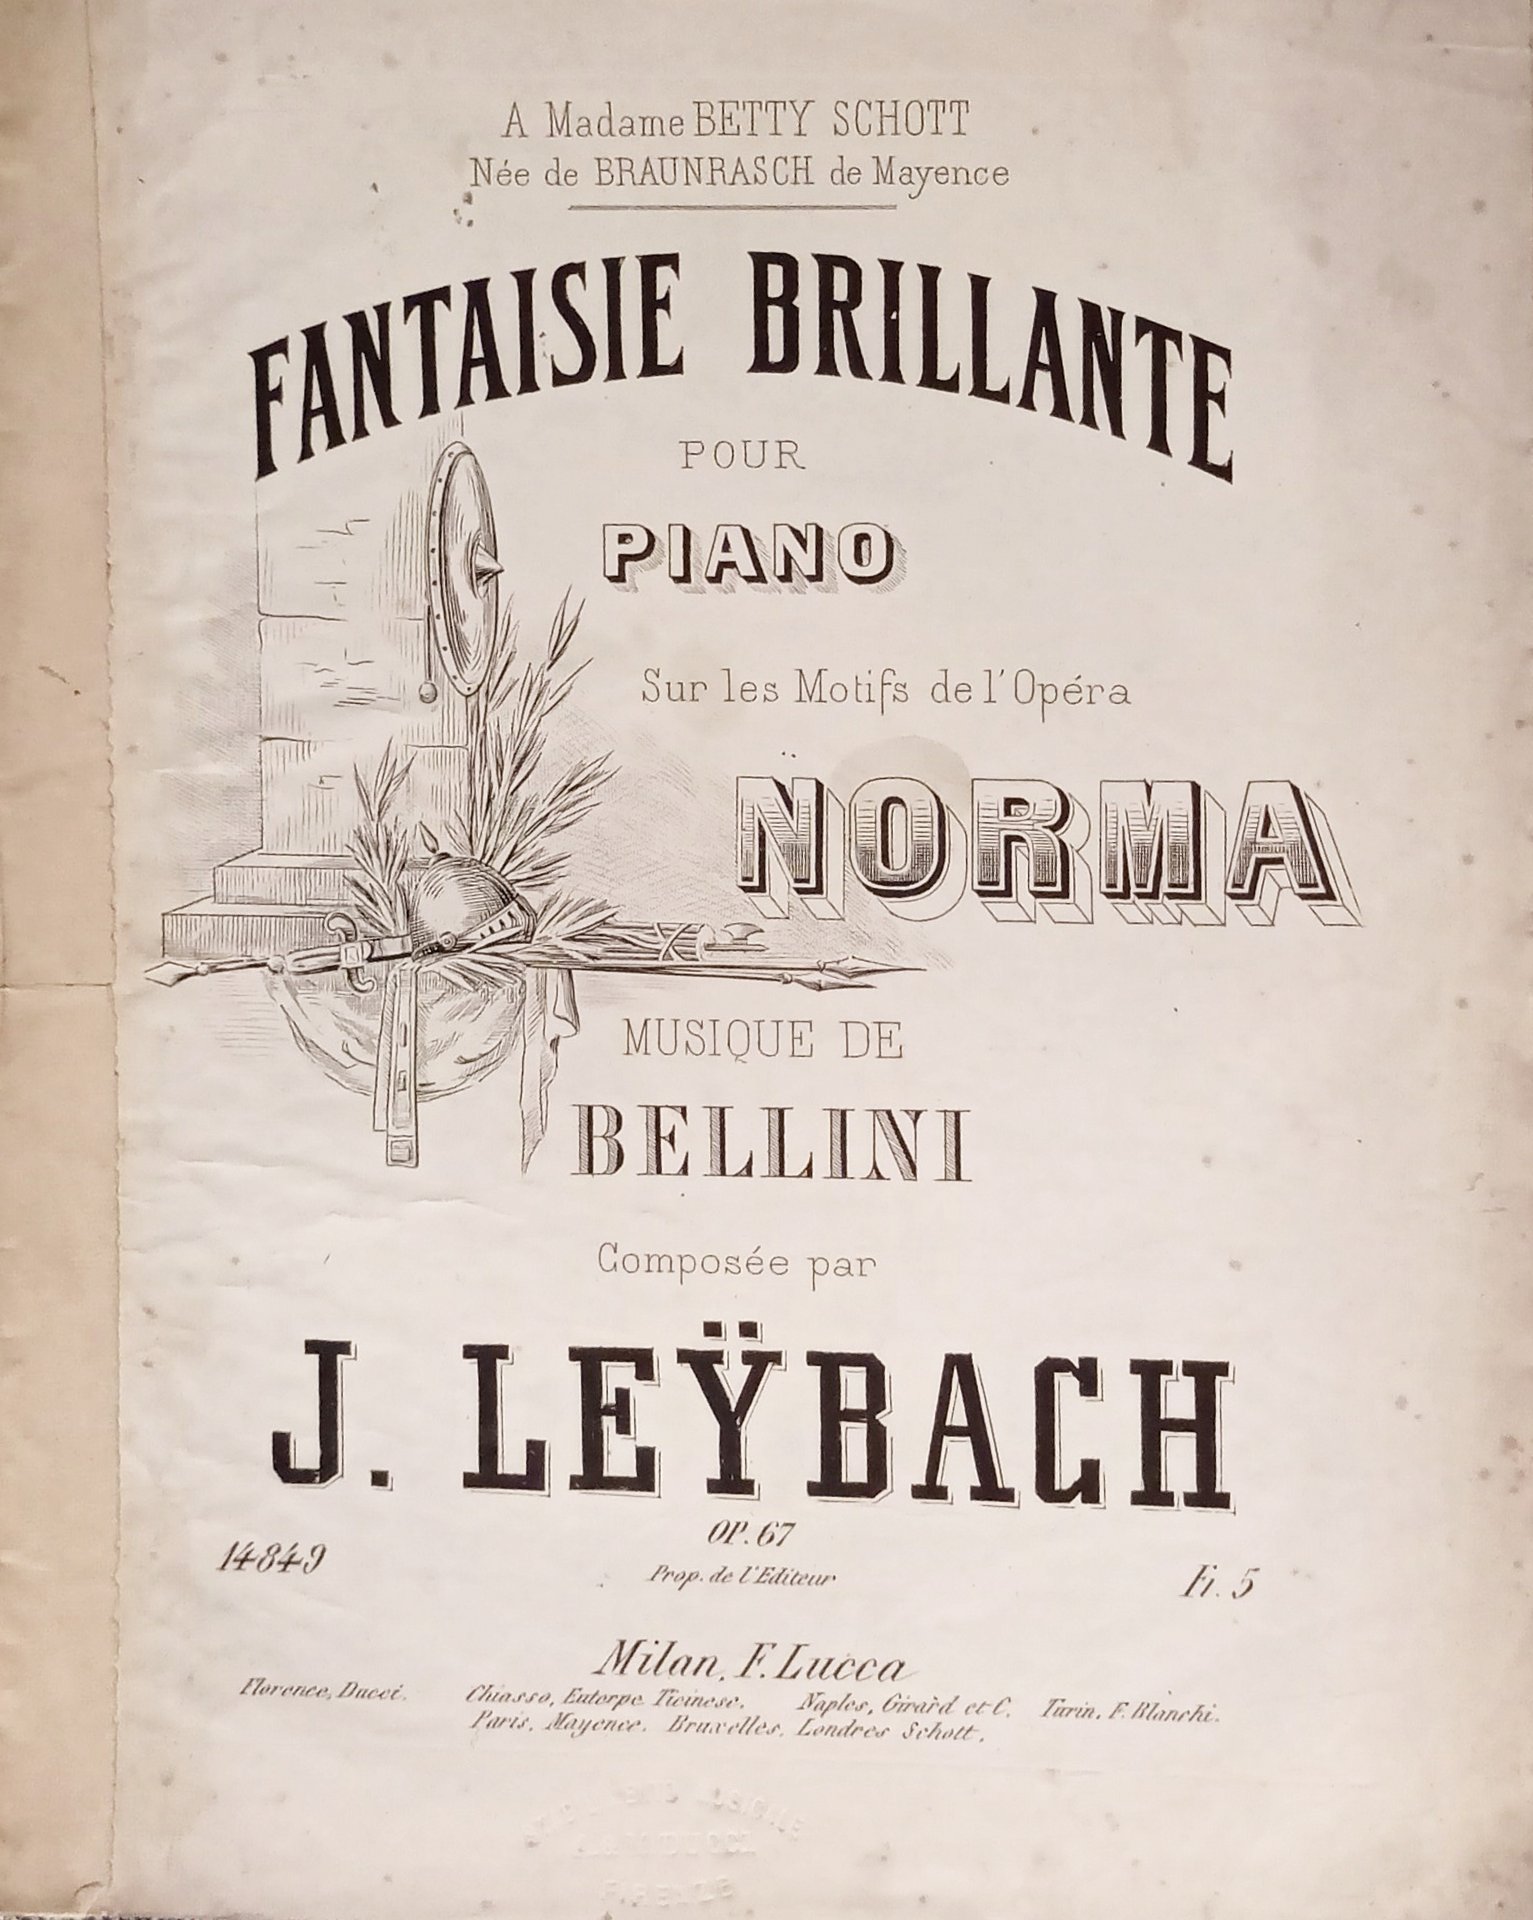 A Madame BETTY SCHOTT
Née de BRAUNRASCH de Mayence
FANTAISIE BRILLANTE
POUR
PIANO
Sur les Motifs de l'Opéra
NORMA
MUSIQUE DE
BELLINI
Composée par
J. LEŸBACH
OP. 67
14849
Prop. de l'Editeur
Fr. 5
Milan, F. Lucca
Florence, Ducci. Chiasso, Euterpe Ticinese. Naples, Girard et C. Turin, F. Blanchi.
Paris, Mayence. Bruxelles. Londres Schott.